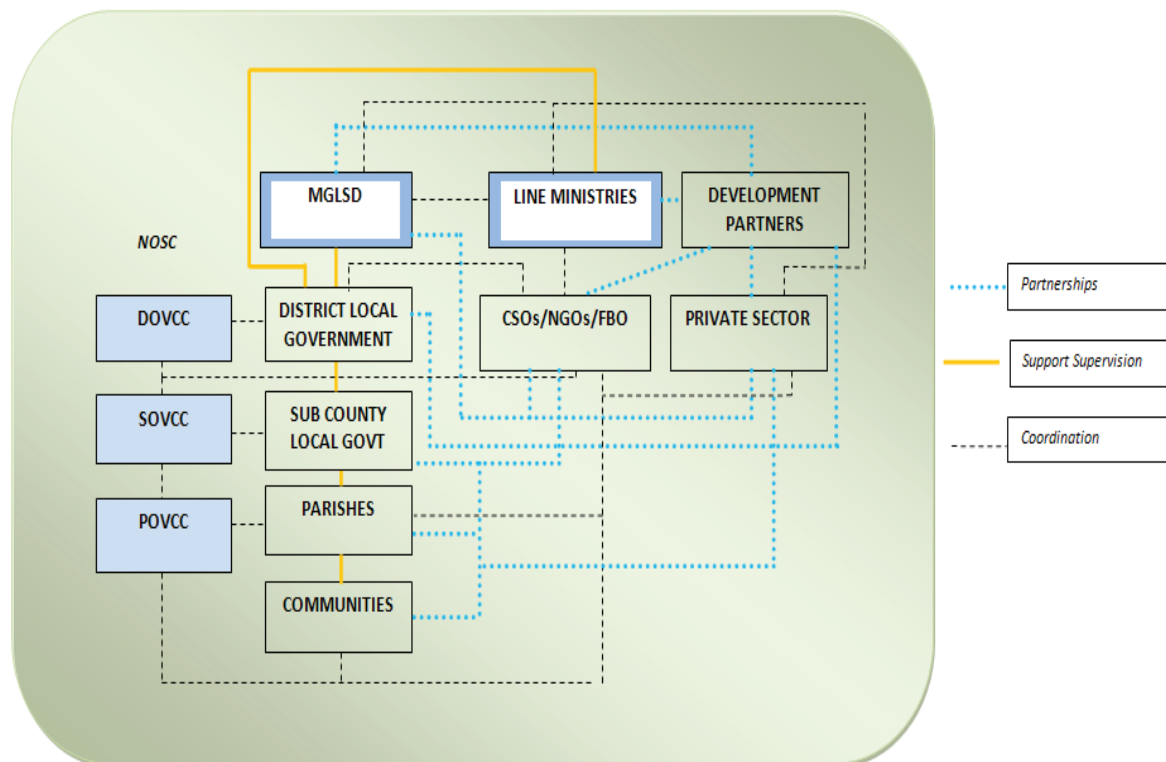 MGLSD
LINE MINISTRIES
DEVELOPMENT
PARTNERS
NOSC
DOVCC
DISTRICT LOCAL
GOVERNMENT
CSOs/NGOs/FBO
PRIVATE SECTOR
SOVCC
SUB COUNTY
LOCAL GOVT
POVCC
PARISHES
COMMUNITIES
Partnerships
Support Supervision
Coordination